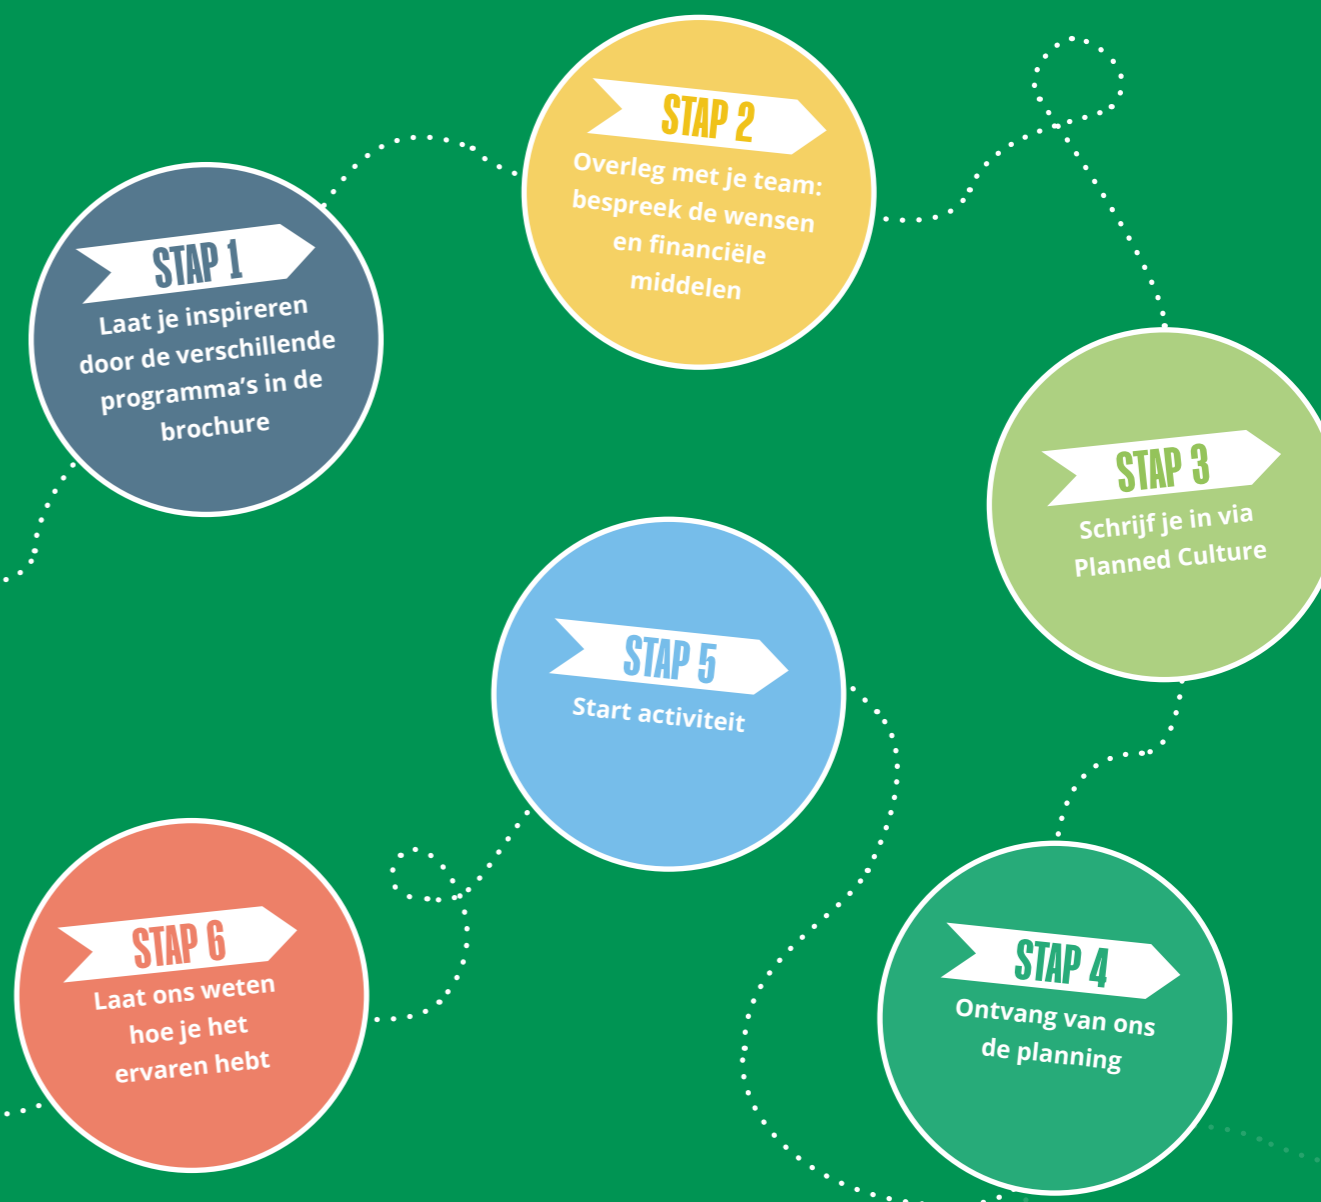 STAP 1
Laat je inspireren
door de verschillende
programma’s in de
brochure
STAP 2
Overleg met je team:
bespreek de wensen
en financiële
middelen
STAP 3
Schrijf je in via
Planned Culture
STAP 4
Ontvang van ons
de planning
STAP 5
Start activiteit
STAP 6
Laat ons weten
hoe je het
ervaren hebt